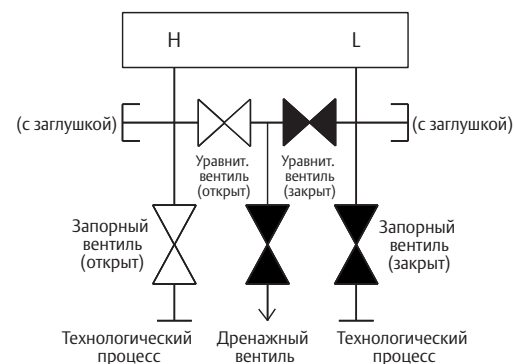 H
L
(с заглушкой)
(с заглушкой)
Уравнит.
вентиль
(открыт)
Уравнит.
вентиль
(закрыт)
Запорный
вентиль
(открыт)
Запорный
вентиль
(закрыт)
Технологический
процесс
Дренажный
вентиль
Технологический
процесс